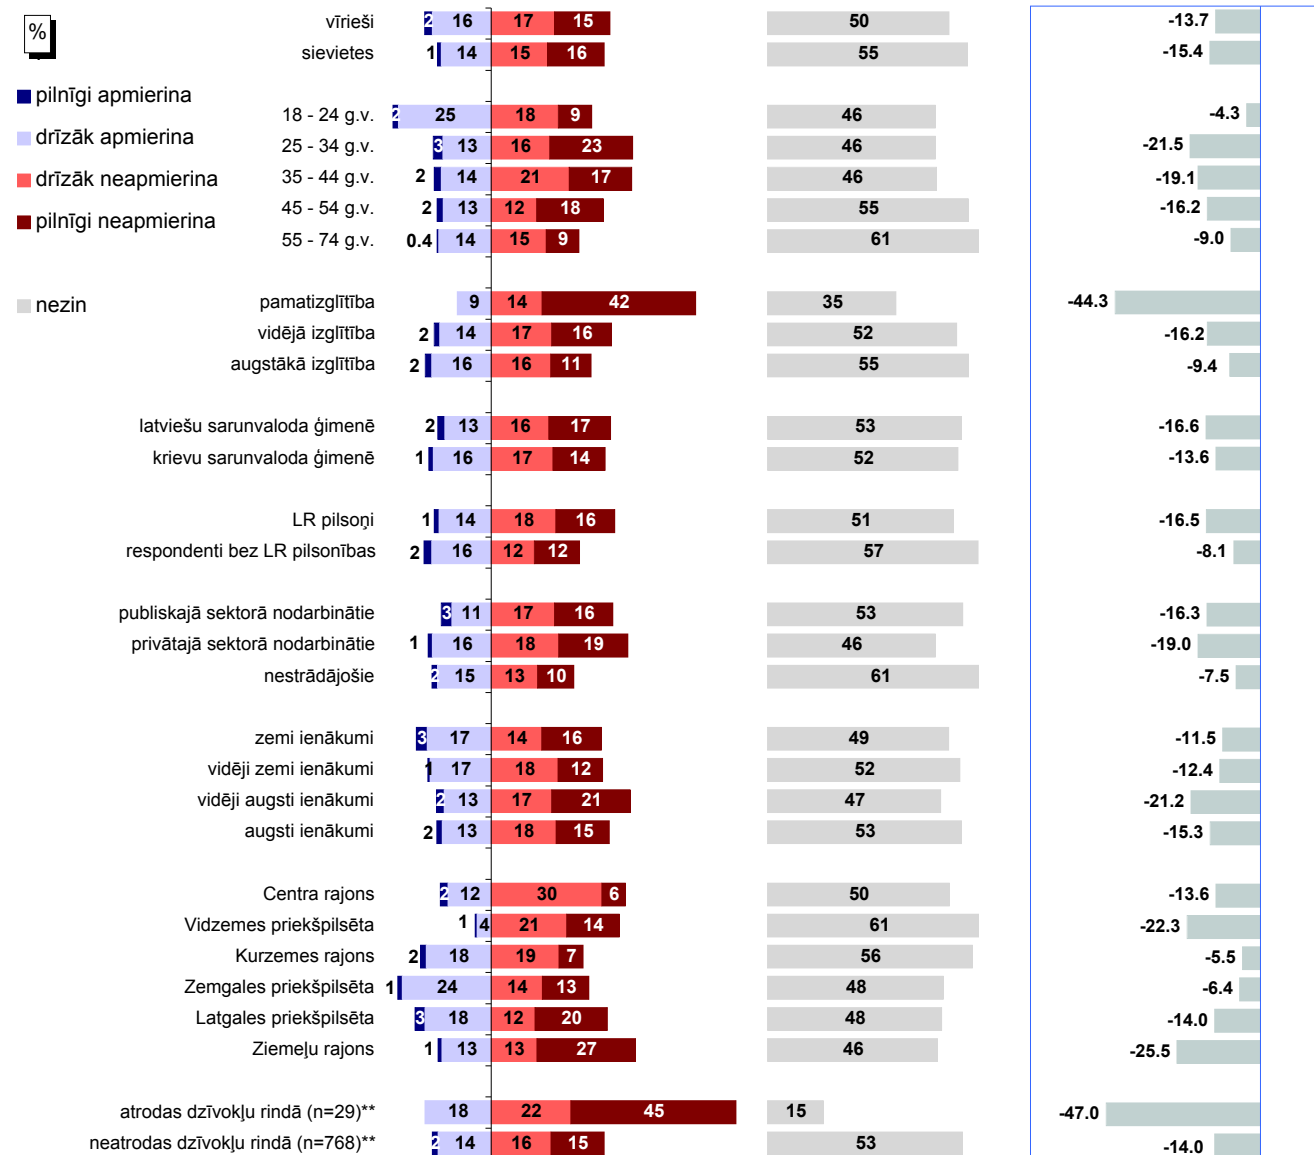 %
pilnīgi apmierina
drīzāk apmierina
drīzāk neapmierina
pilnīgi neapmierina
nezin
vīrieši 2 16 17 15 50 -13.7
sievietes 1 14 15 16 55 -15.4
18 - 24 g.v. 2 25 18 9 46 -4.3
25 - 34 g.v. 3 13 16 23 46 -21.5
35 - 44 g.v. 2 14 21 17 46 -19.1
45 - 54 g.v. 2 13 12 18 55 -16.2
55 - 74 g.v. 0.4 14 15 9 61 -9.0
pamatizglītība 9 14 42 35 -44.3
vidējā izglītība 2 14 17 16 52 -16.2
augstākā izglītība 2 16 16 11 55 -9.4
latviešu sarunvaloda ģimenē 2 13 16 17 53 -16.6
krievu sarunvaloda ģimenē 1 16 17 14 52 -13.6
LR pilsoņi 1 14 18 16 51 -16.5
respondenti bez LR pilsonības 2 16 12 12 57 -8.1
publiskajā sektorā nodarbinātie 3 11 17 16 53 -16.3
privātajā sektorā nodarbinātie 1 16 18 19 46 -19.0
nestrādājošie 2 15 13 10 61 -7.5
zemi ienākumi 3 17 14 16 49 -11.5
vidēji zemi ienākumi 1 17 18 12 52 -12.4
vidēji augsti ienākumi 2 13 17 21 47 -21.2
augsti ienākumi 2 13 18 15 53 -15.3
Centra rajons 2 12 30 6 50 -13.6
Vidzemes priekšpilsēta 1 4 21 14 61 -22.3
Kurzemes rajons 2 18 19 7 56 -5.5
Zemgales priekšpilsēta 1 24 14 13 48 -6.4
Latgales priekšpilsēta 3 18 12 20 48 -14.0
Ziemeļu rajons 1 13 13 27 46 -25.5
atrodas dzīvokļu rindā (n=29)** 18 22 45 15 -47.0
neatrodas dzīvokļu rindā (n=768)** 2 14 16 15 53 -14.0